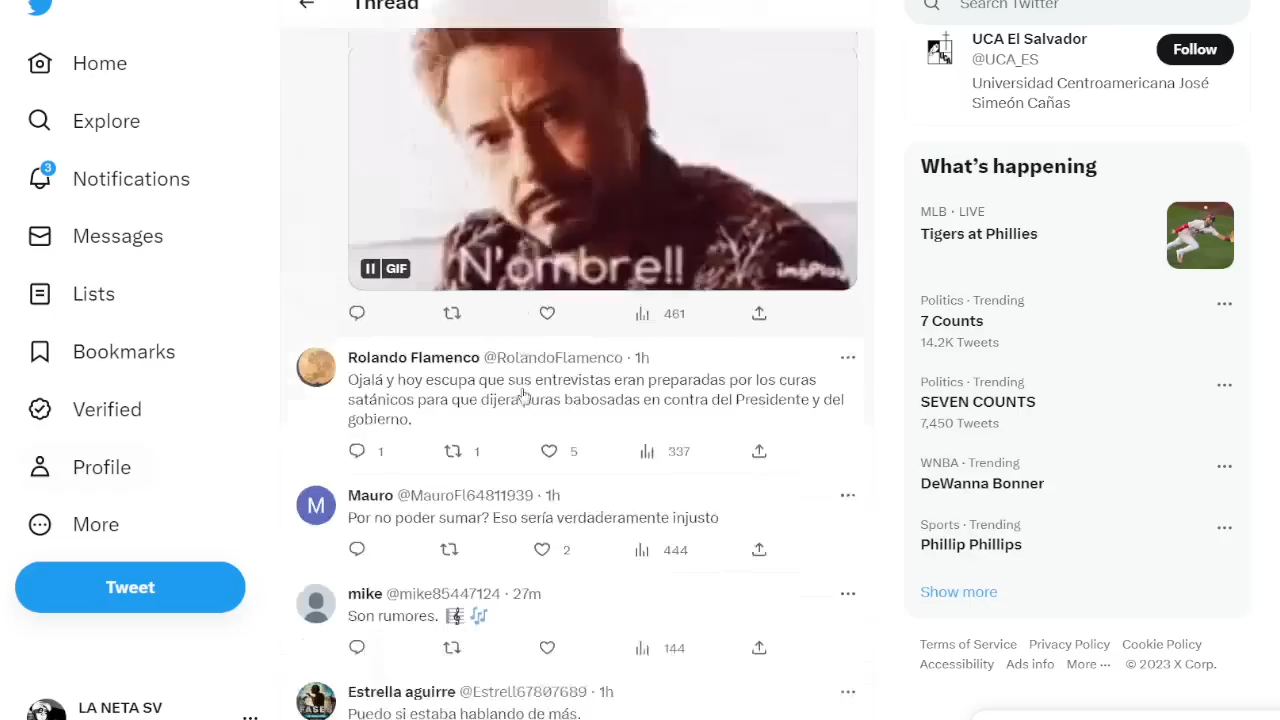 Thread
Search Twitter
Home
Explore
3
Notifications
Messages
Lists
Bookmarks
Verified
Profile
More
Tweet
LA NETA SV
GIF
N'ombre!!
461
Rolando Flamenco @RolandoFlamenco · 1h
Ojalá y hoy escupa que sus entrevistas eran preparadas por los curas
satánicos para que dijera puras babosadas en contra del Presidente y del
gobierno.
1 1 5 337
M
Mauro @MauroFl64811939 · 1h
Por no poder sumar? Eso sería verdaderamente injusto
2 444
mike @mike85447124 · 27m
Son rumores. 🎼 🎶
144
Estrella aguirre @Estrell67807689 · 1h
Puedo si estaba hablando de más.
UCA El Salvador
@UCA_ES
Follow
Universidad Centroamericana José
Simeón Cañas
What's happening
MLB · LIVE
Tigers at Phillies
Politics · Trending
7 Counts
14.2K Tweets
Politics · Trending
SEVEN COUNTS
7,450 Tweets
WNBA · Trending
DeWanna Bonner
Sports · Trending
Phillip Phillips
Show more
Terms of Service Privacy Policy Cookie Policy
Accessibility Ads info More ··· © 2023 X Corp.